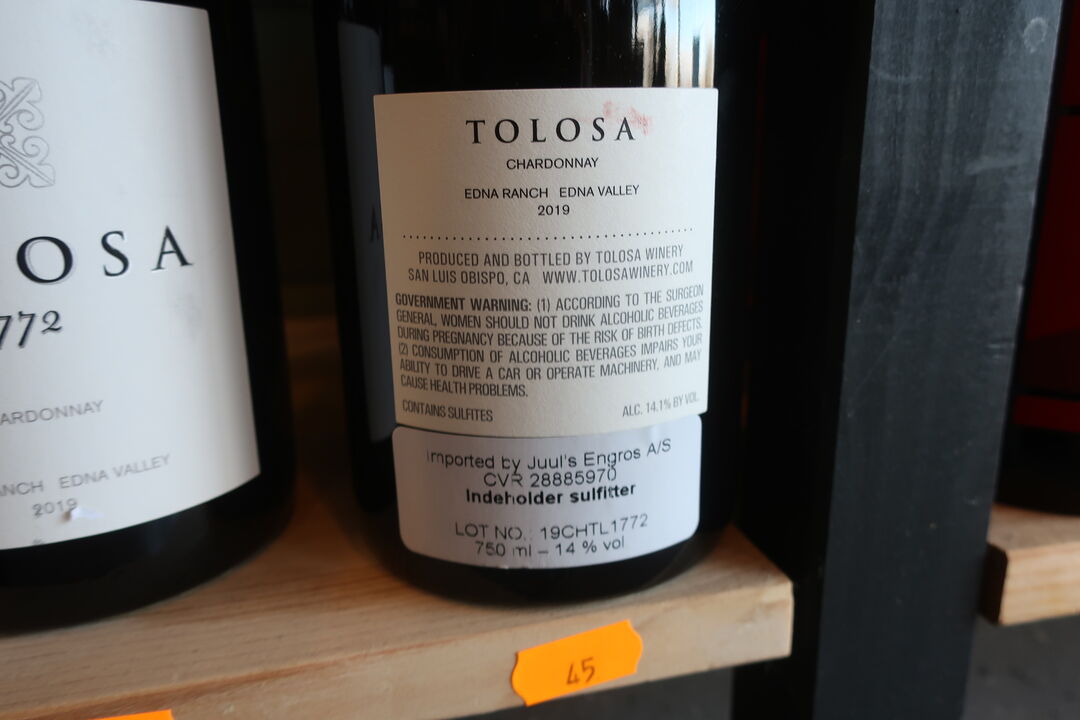 OSA
772
ARDONNAY
NCH EDNA VALLEY
2019
TOLOSA
CHARDONNAY
EDNA RANCH EDNA VALLEY
2019
PRODUCED AND BOTTLED BY TOLOSA WINERY
SAN LUIS OBISPO, CA WWW.TOLOSAWINERY.COM
GOVERNMENT WARNING: (1) ACCORDING TO THE SURGEON
GENERAL, WOMEN SHOULD NOT DRINK ALCOHOLIC BEVERAGES
DURING PREGNANCY BECAUSE OF THE RISK OF BIRTH DEFECTS.
(2) CONSUMPTION OF ALCOHOLIC BEVERAGES IMPAIRS YOUR
ABILITY TO DRIVE A CAR OR OPERATE MACHINERY, AND MAY
CAUSE HEALTH PROBLEMS.
CONTAINS SULFITES ALC. 14.1% BY VOL.
Imported by Juul's Engros A/S
CVR 28885970
Indeholder sulfitter
LOT NO.: 19CHTL1772
750 ml – 14 % vol
45